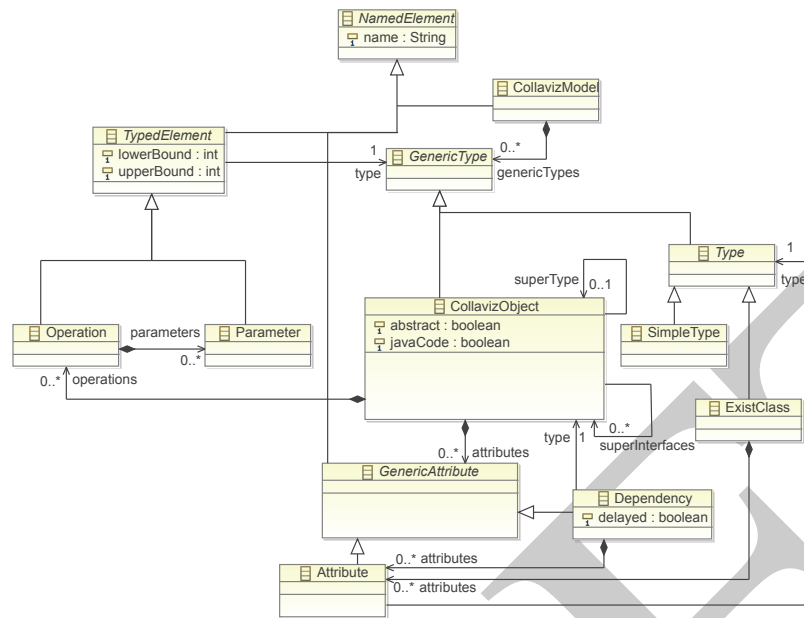 NamedElement
name : String
CollavizModel
TypedElement
lowerBound : int
upperBound : int
1
type
0..*
genericTypes
GenericType
Type
1
type
superType
0..1
CollavizObject
abstract : boolean
javaCode : boolean
SimpleType
Operation
parameters
0..*
Parameter
0..*
operations
ExistClass
0..*
superInterfaces
type
1
0..*
attributes
GenericAttribute
Dependency
delayed : boolean
0..* attributes
Attribute
0..* attributes